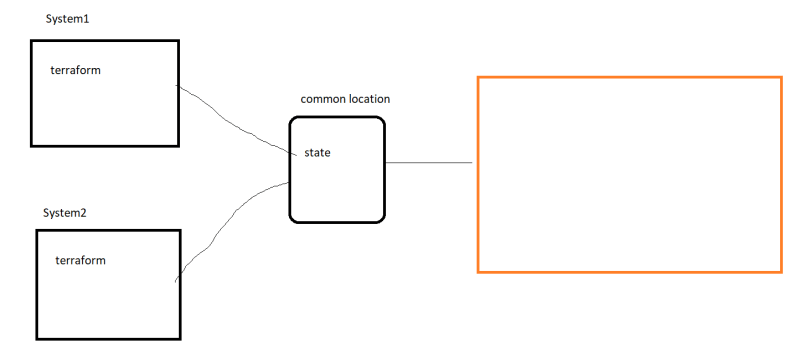 System1
terraform
common location
state
System2
terraform